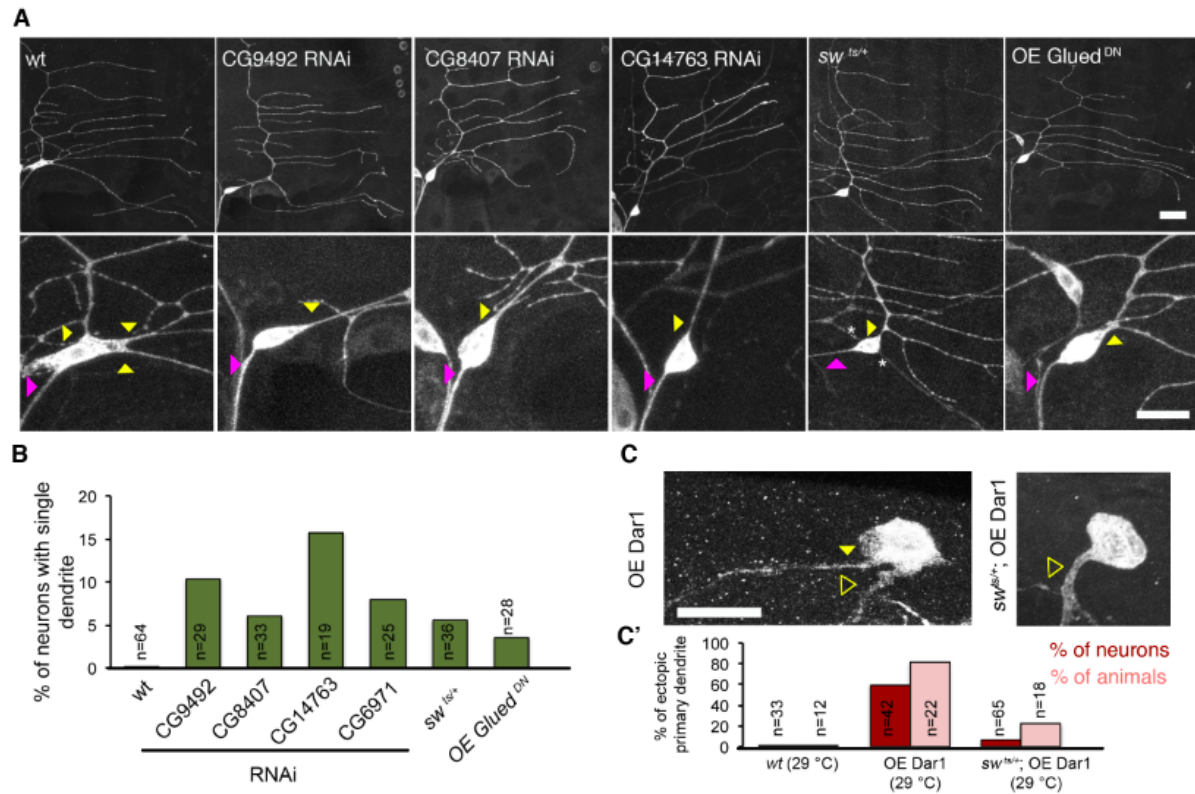 A
wt
CG9492 RNAi
CG8407 RNAi
CG14763 RNAi
sw ts/+
OE Glued DN
*
*
B
% of neurons with single
dendrite
20
15
10
5
0
n=64
n=29
n=33
n=19
n=25
n=36
n=28
wt
CG9492
CG8407
CG14763
CG6971
sw ts/+
OE Glued DN
RNAi
C
OE Dar1
sw ts/+; OE Dar1
C'
% of ectopic
primary dendrite
100
80
60
40
20
0
n=33
n=12
n=42
n=22
n=65
n=18
% of neurons
% of animals
wt (29 °C)
OE Dar1
(29 °C)
sw ts/+; OE Dar1
(29 °C)